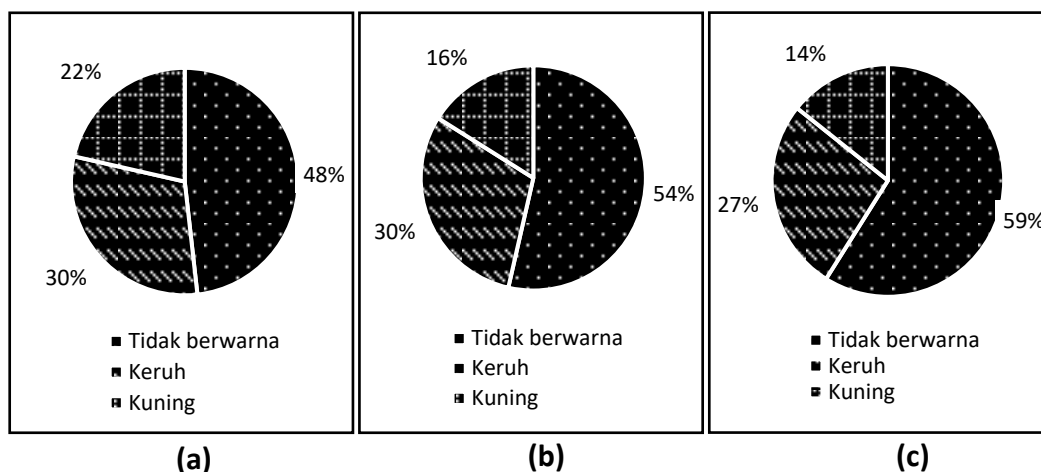 22%
48%
30%
Tidak berwarna
Keruh
Kuning
(a)
16%
54%
30%
Tidak berwarna
Keruh
Kuning
(b)
14%
27%
59%
Tidak berwarna
Keruh
Kuning
(c)